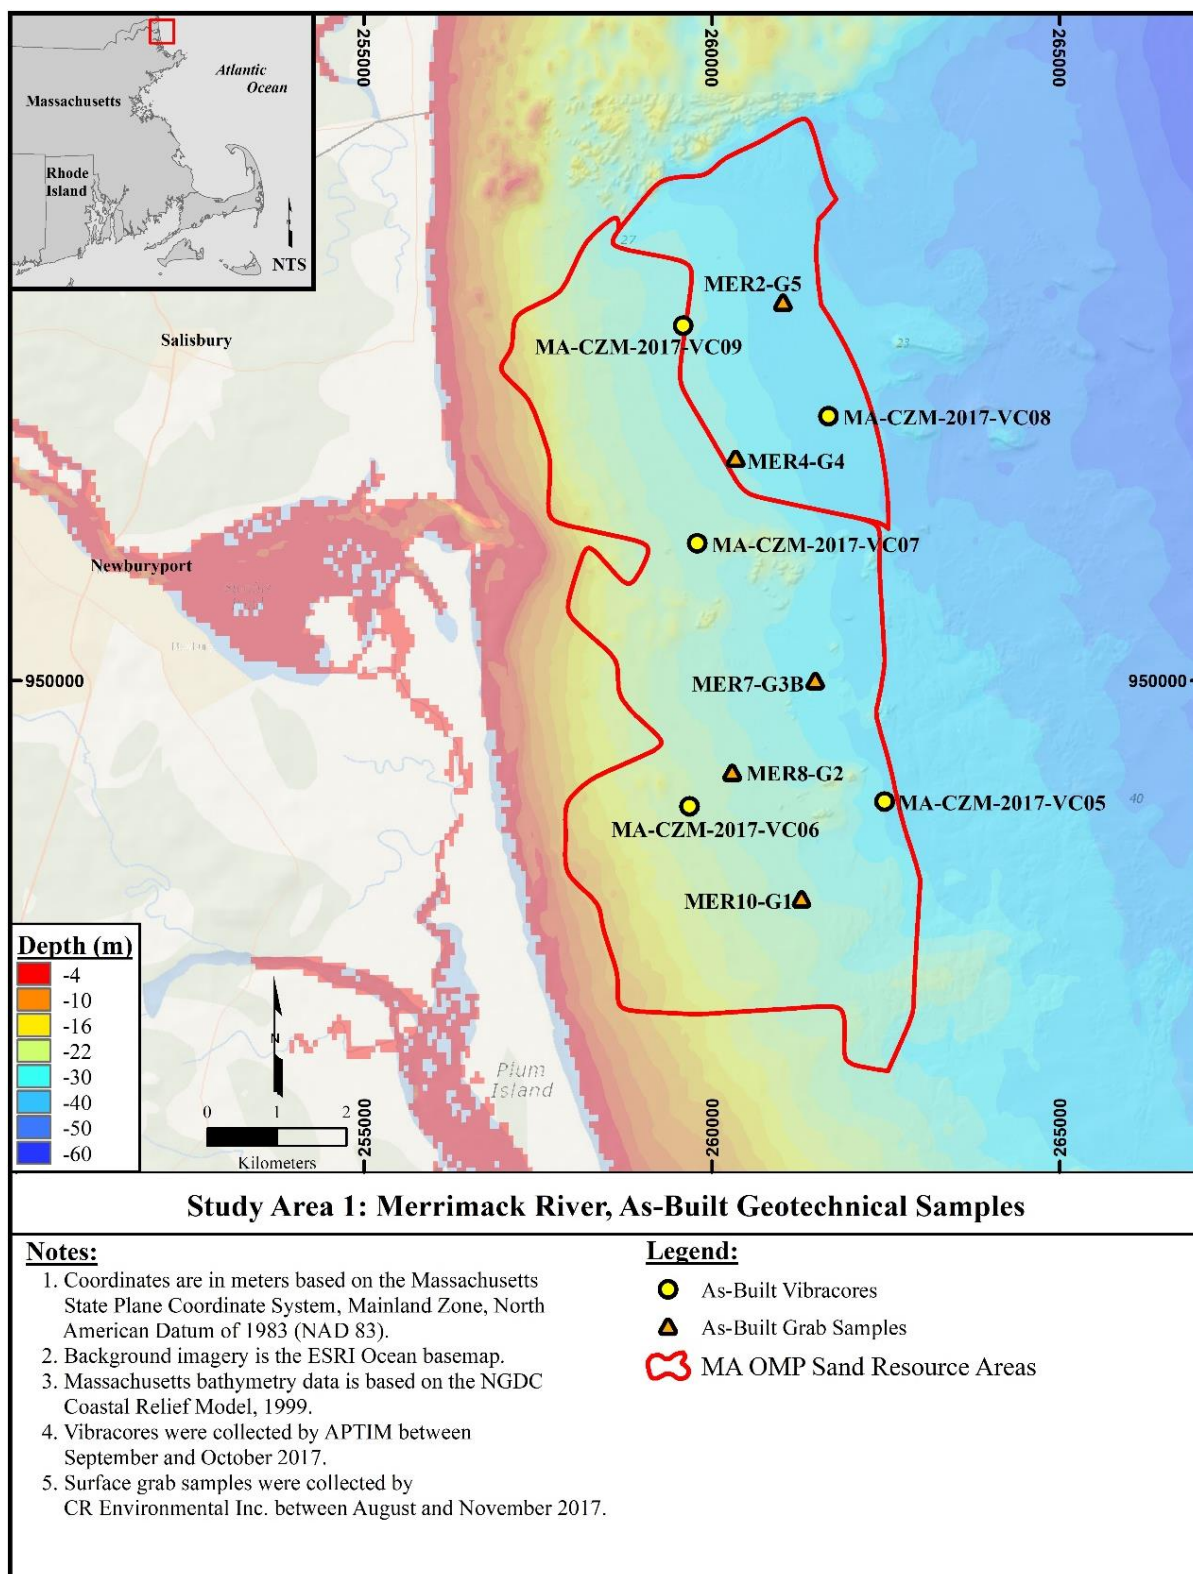 Massachusetts
Atlantic
Ocean
Rhode
Island
NTS
255000
260000
265000
Salisbury
27
MER2-G5
MA-CZM-2017-VC09
23
MA-CZM-2017-VC08
MER4-G4
MA-CZM-2017-VC07
Newburyport
950000
MER7-G3B
950000
MER8-G2
MA-CZM-2017-VC05
40
MA-CZM-2017-VC06
MER10-G1
Depth (m)
-4
-10
-16
-22
-30
-40
-50
-60
N
Plum
Island
0 1 2
Kilometers
255000
260000
265000
Study Area 1: Merrimack River, As-Built Geotechnical Samples
Notes:
1. Coordinates are in meters based on the Massachusetts
State Plane Coordinate System, Mainland Zone, North
American Datum of 1983 (NAD 83).
2. Background imagery is the ESRI Ocean basemap.
3. Massachusetts bathymetry data is based on the NGDC
Coastal Relief Model, 1999.
4. Vibracores were collected by APTIM between
September and October 2017.
5. Surface grab samples were collected by
CR Environmental Inc. between August and November 2017.
Legend:
As-Built Vibracores
As-Built Grab Samples
MA OMP Sand Resource Areas